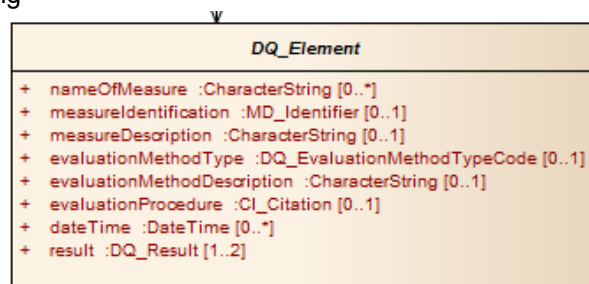 g
DQ_Element
+ nameOfMeasure :CharacterString [0..*]
+ measureIdentification :MD_Identifier [0..1]
+ measureDescription :CharacterString [0..1]
+ evaluationMethodType :DQ_EvaluationMethodTypeCode [0..1]
+ evaluationMethodDescription :CharacterString [0..1]
+ evaluationProcedure :CI_Citation [0..1]
+ dateTime :DateTime [0..*]
+ result :DQ_Result [1..2]